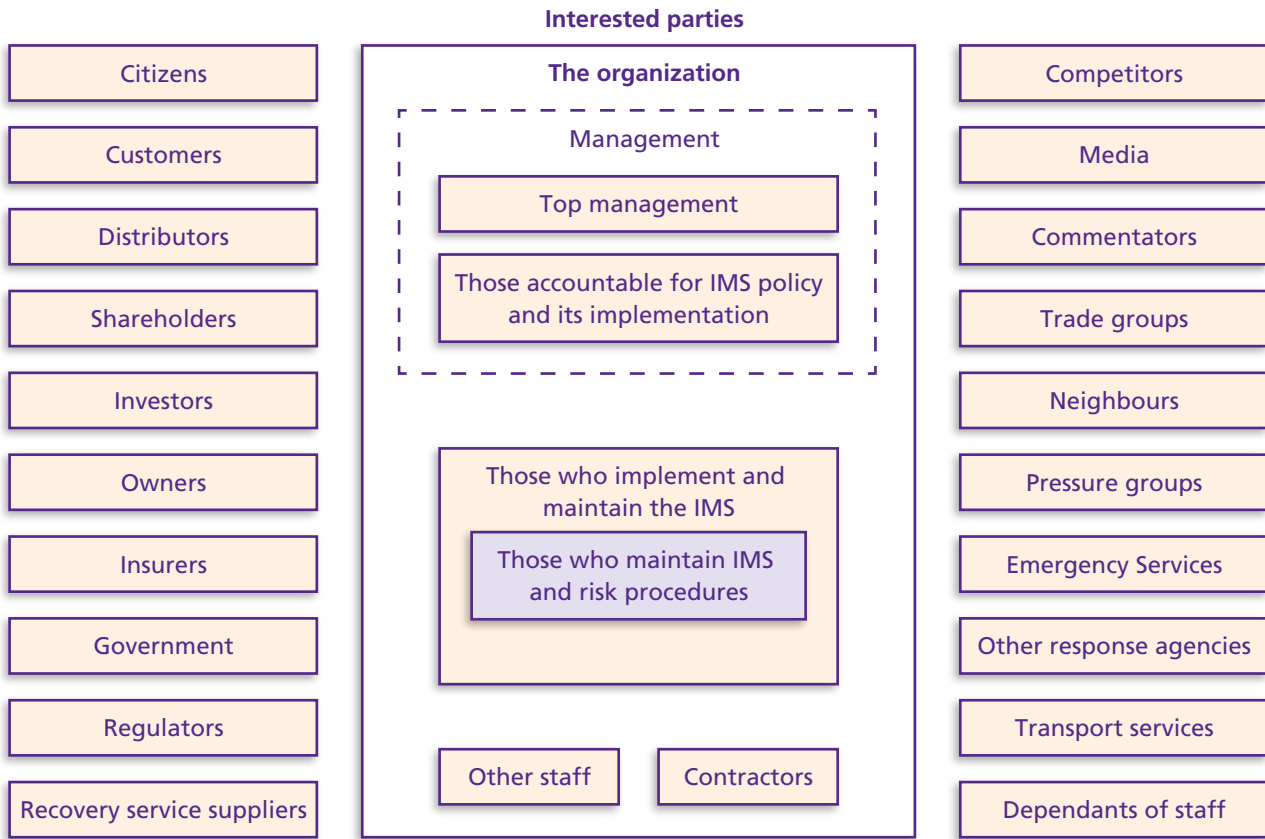 Interested parties
Citizens
Customers
Distributors
Shareholders
Investors
Owners
Insurers
Government
Regulators
Recovery service suppliers
The organization
Management
Top management
Those accountable for IMS policy
and its implementation
Those who implement and
maintain the IMS
Those who maintain IMS
and risk procedures
Other staff
Contractors
Competitors
Media
Commentators
Trade groups
Neighbours
Pressure groups
Emergency Services
Other response agencies
Transport services
Dependants of staff